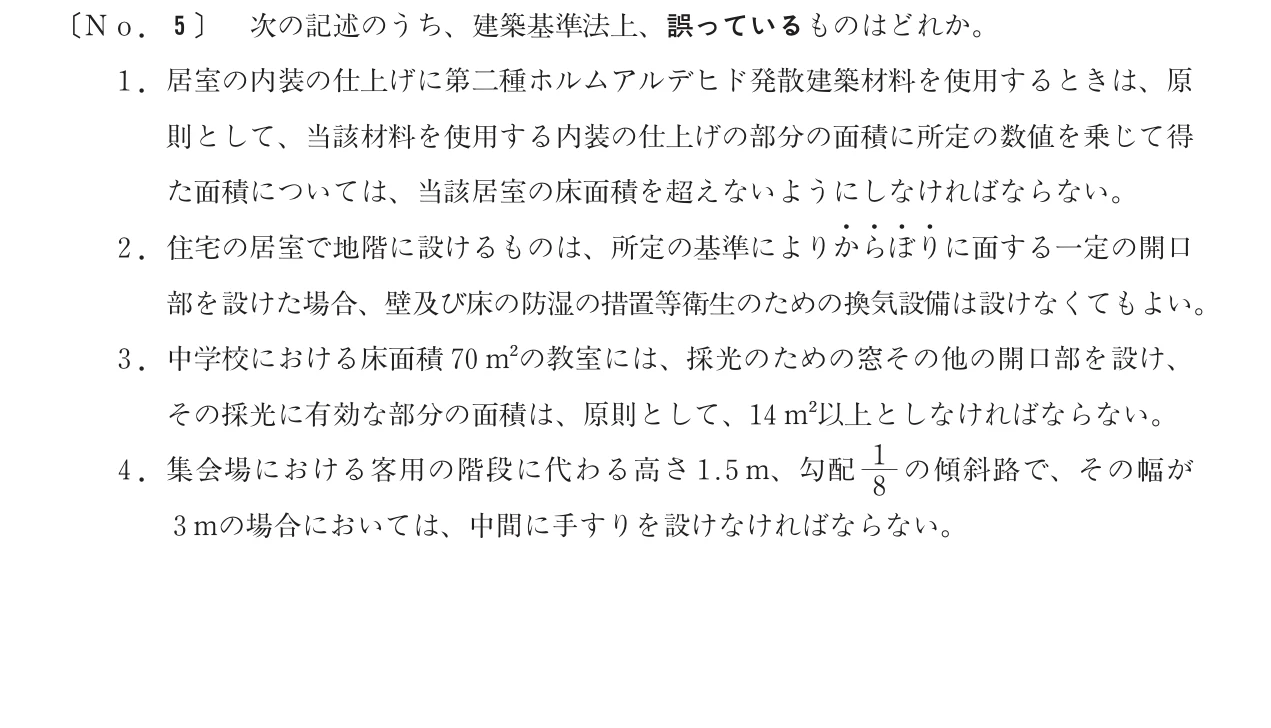 〔Ｎｏ．５〕　次の記述のうち、建築基準法上、誤っているものはどれか。
１．居室の内装の仕上げに第二種ホルムアルデヒド発散建築材料を使用するときは、原
則として、当該材料を使用する内装の仕上げの部分の面積に所定の数値を乗じて得
た面積については、当該居室の床面積を超えないようにしなければならない。
２．住宅の居室で地階に設けるものは、所定の基準によりからぼりに面する一定の開口
部を設けた場合、壁及び床の防湿の措置等衛生のための換気設備は設けなくてもよい。
３．中学校における床面積 70 m²の教室には、採光のための窓その他の開口部を設け、
その採光に有効な部分の面積は、原則として、14 m²以上としなければならない。
４．集会場における客用の階段に代わる高さ 1.5 m、勾配 1/8 の傾斜路で、その幅が
3 mの場合においては、中間に手すりを設けなければならない。